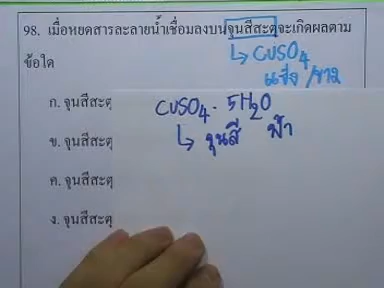 98. เมื่อหยดสารละลายน้ำเชื่อมลงบนจุนสีสะตุจะเกิดผลตาม
ข้อใด
↳ CuSO4
แข็ง / ขาว
ก. จุนสีสะตุ
CuSO4 . 5H2O
↳ จุนสี ฟ้า
ข. จุนสีสะตุ
ค. จุนสีสะตุ
ง. จุนสีสะตุ